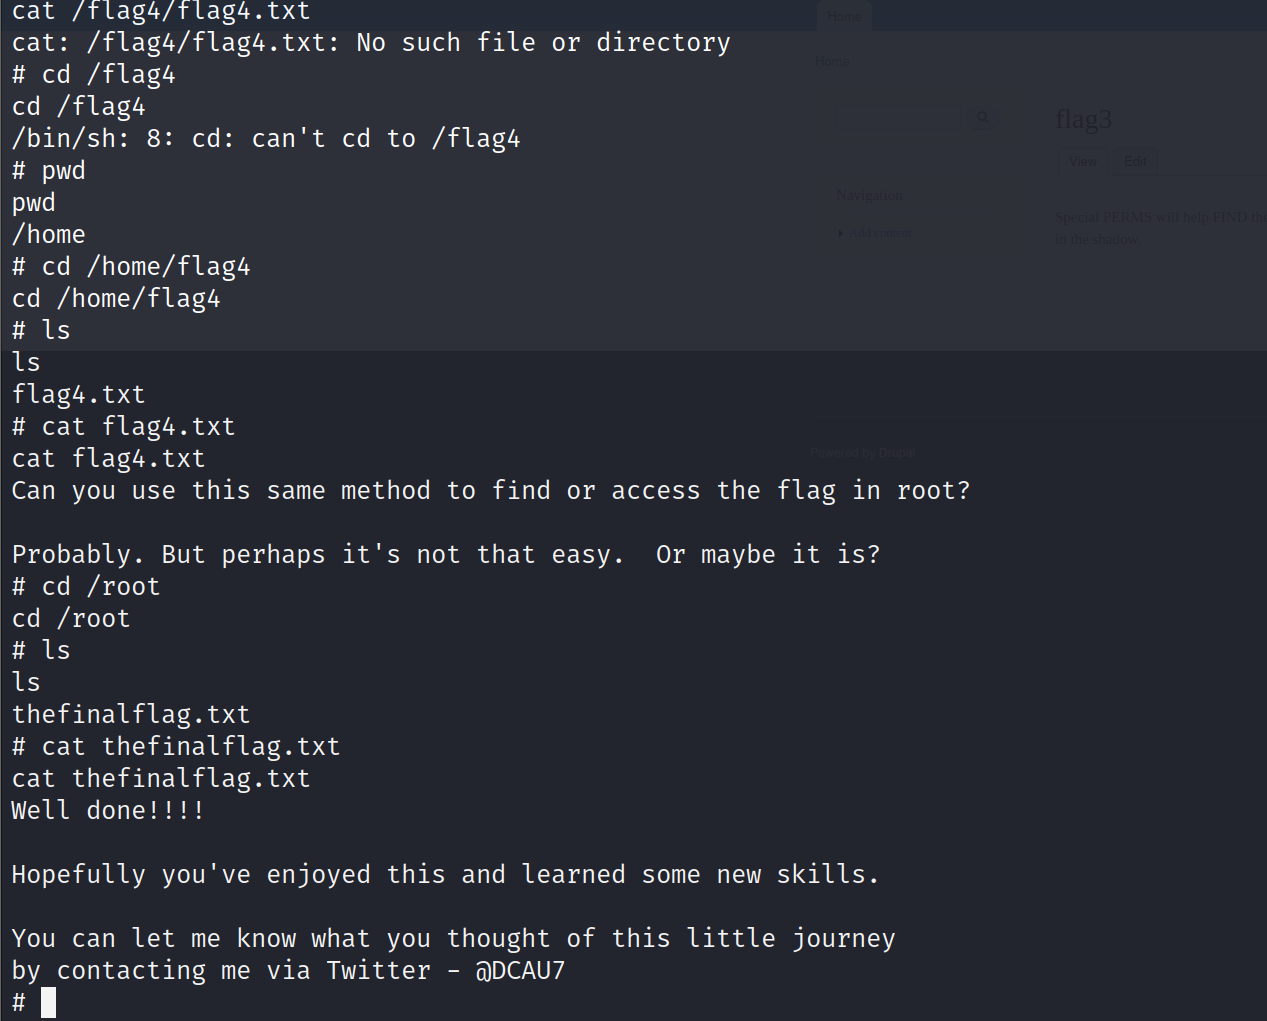 cat /flag4/flag4.txt
cat: /flag4/flag4.txt: No such file or directory
# cd /flag4
cd /flag4
/bin/sh: 8: cd: can't cd to /flag4
# pwd
pwd
/home
# cd /home/flag4
cd /home/flag4
# ls
ls
flag4.txt
# cat flag4.txt
cat flag4.txt
Can you use this same method to find or access the flag in root?
Probably. But perhaps it's not that easy.  Or maybe it is?
# cd /root
cd /root
# ls
ls
thefinalflag.txt
# cat thefinalflag.txt
cat thefinalflag.txt
Well done!!!!
Hopefully you've enjoyed this and learned some new skills.
You can let me know what you thought of this little journey
by contacting me via Twitter - @DCAU7
#
Home
Home
flag3
View Edit
Navigation
Add content
Special PERMS will help FIND the
in the shadow
Powered by Drupal